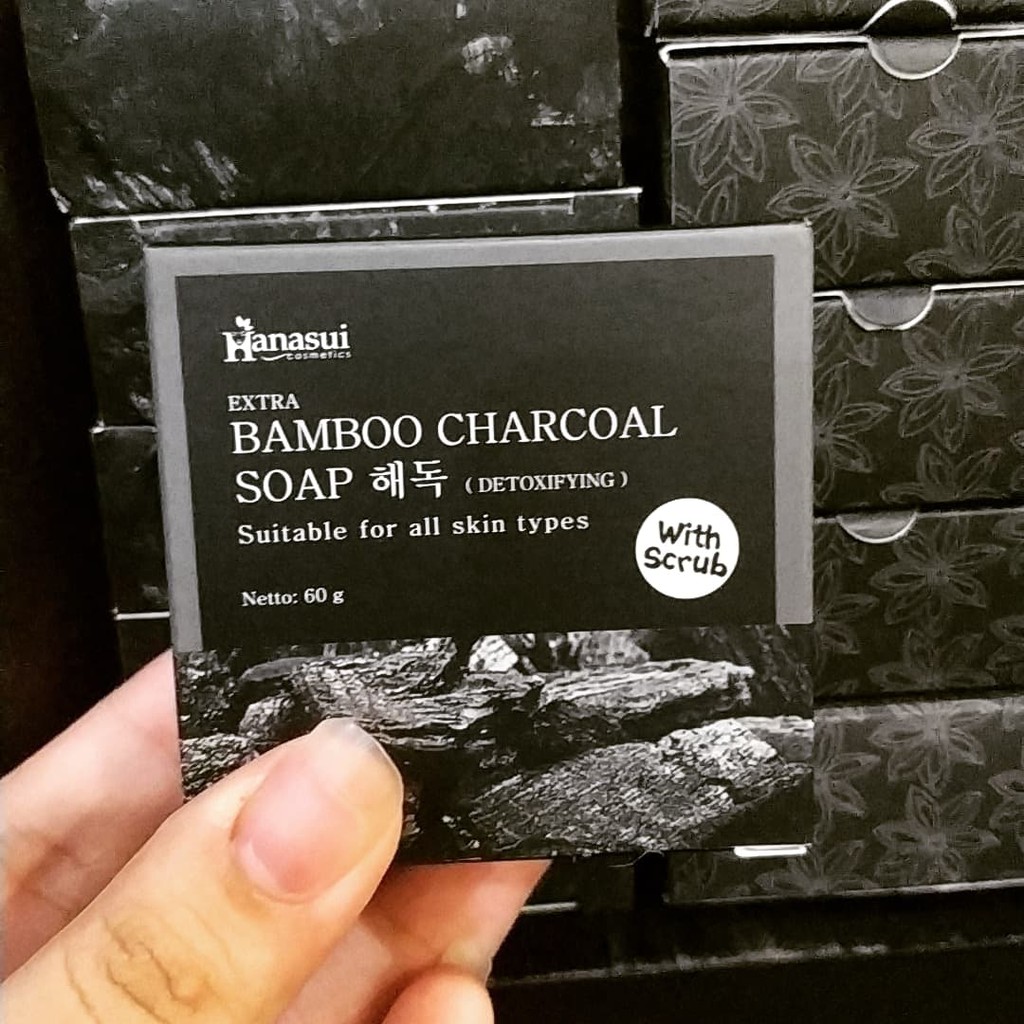 Hanasui
cosmetics
EXTRA
BAMBOO CHARCOAL
SOAP 해독 ( DETOXIFYING )
Suitable for all skin types
With
Scrub
Netto: 60 g